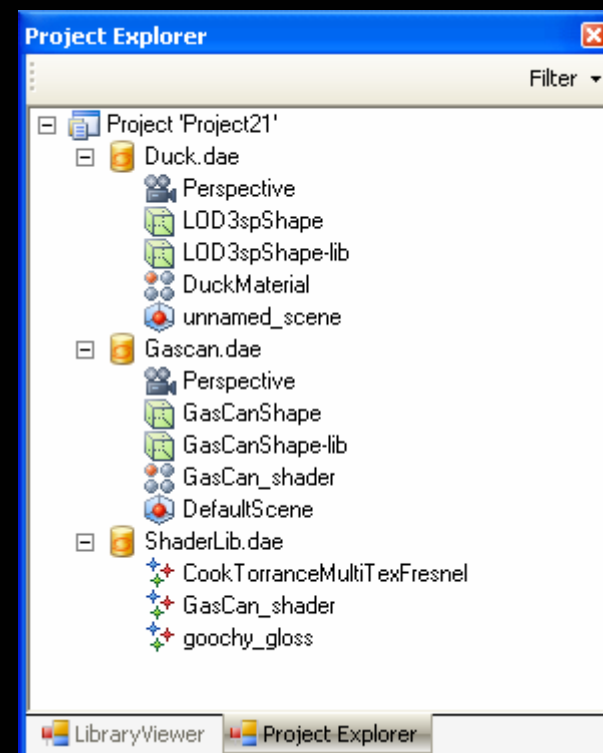 Project Explorer
Filter
Project 'Project21'
Duck.dae
Perspective
LOD3spShape
LOD3spShape-lib
DuckMaterial
unnamed_scene
Gascan.dae
Perspective
GasCanShape
GasCanShape-lib
GasCan_shader
DefaultScene
ShaderLib.dae
CookTorranceMultiTexFresnel
GasCan_shader
goochy_gloss
LibraryViewer Project Explorer